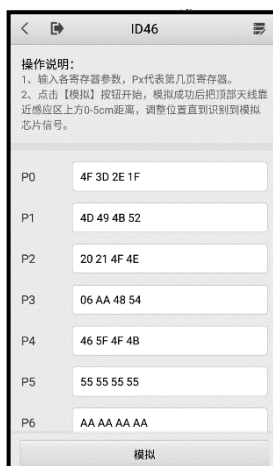 ID46
操作说明：
1、输入各寄存器参数，Px代表第几页寄存器。
2、点击【模拟】按钮开始，模拟成功后把顶部天线靠
近感应区上方0-5cm距离，调整位置直到识别到模拟
芯片信号。
P0 4F 3D 2E 1F
P1 4D 49 4B 52
P2 20 21 4F 4E
P3 06 AA 48 54
P4 46 5F 4F 4B
P5 55 55 55 55
P6 AA AA AA AA
模拟